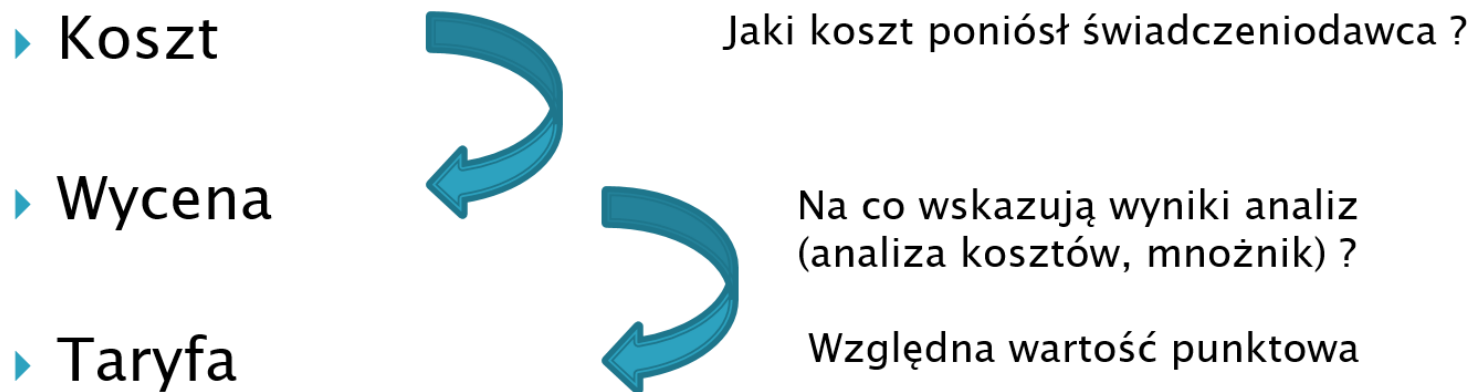 Koszt
Jaki koszt poniósł świadczeniodawca ?
Wycena
Na co wskazują wyniki analiz
(analiza kosztów, mnożnik) ?
Taryfa
Względna wartość punktowa